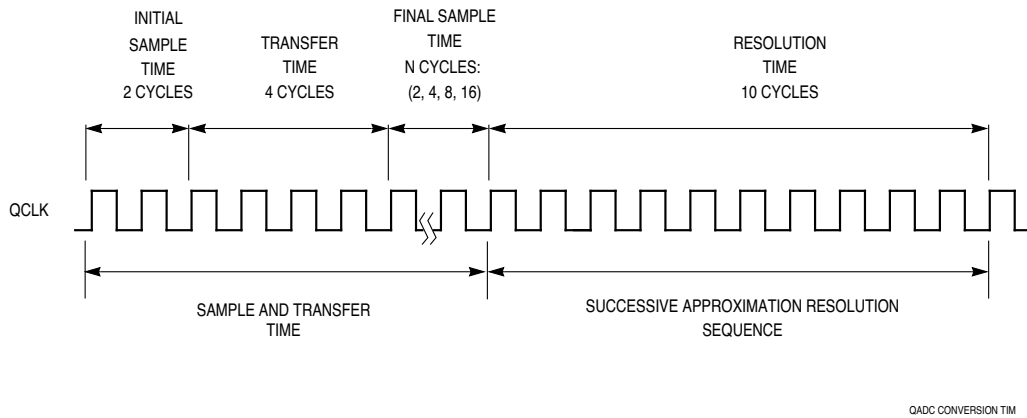 INITIAL
SAMPLE
TIME
2 CYCLES
TRANSFER
TIME
4 CYCLES
FINAL SAMPLE
TIME
N CYCLES:
(2, 4, 8, 16)
RESOLUTION
TIME
10 CYCLES
QCLK
SAMPLE AND TRANSFER
TIME
SUCCESSIVE APPROXIMATION RESOLUTION
SEQUENCE
QADC CONVERSION TIM